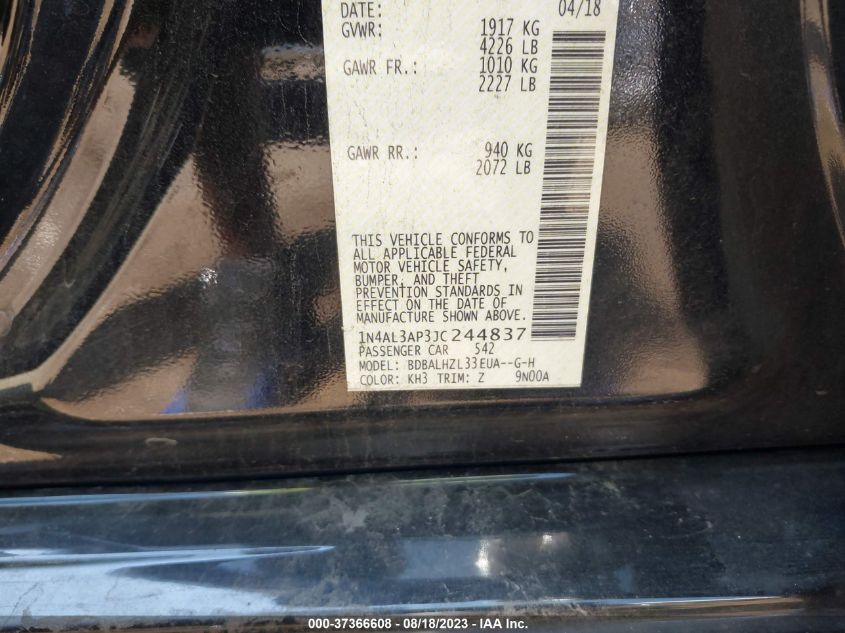 DATE: 04/18
GVWR: 1917 KG
4226 LB
GAWR FR.: 1010 KG
2227 LB
GAWR RR.: 940 KG
2072 LB
THIS VEHICLE CONFORMS TO
ALL APPLICABLE FEDERAL
MOTOR VEHICLE SAFETY,
BUMPER, AND THEFT
PREVENTION STANDARDS IN
EFFECT ON THE DATE OF
MANUFACTURE SHOWN ABOVE.
1N4AL3AP3JC244837
PASSENGER CAR 542
MODEL: BDBALHZL33EUA--G-H
COLOR: KH3 TRIM: Z 9N00A
000-37366608 - 08/18/2023 - IAA Inc.